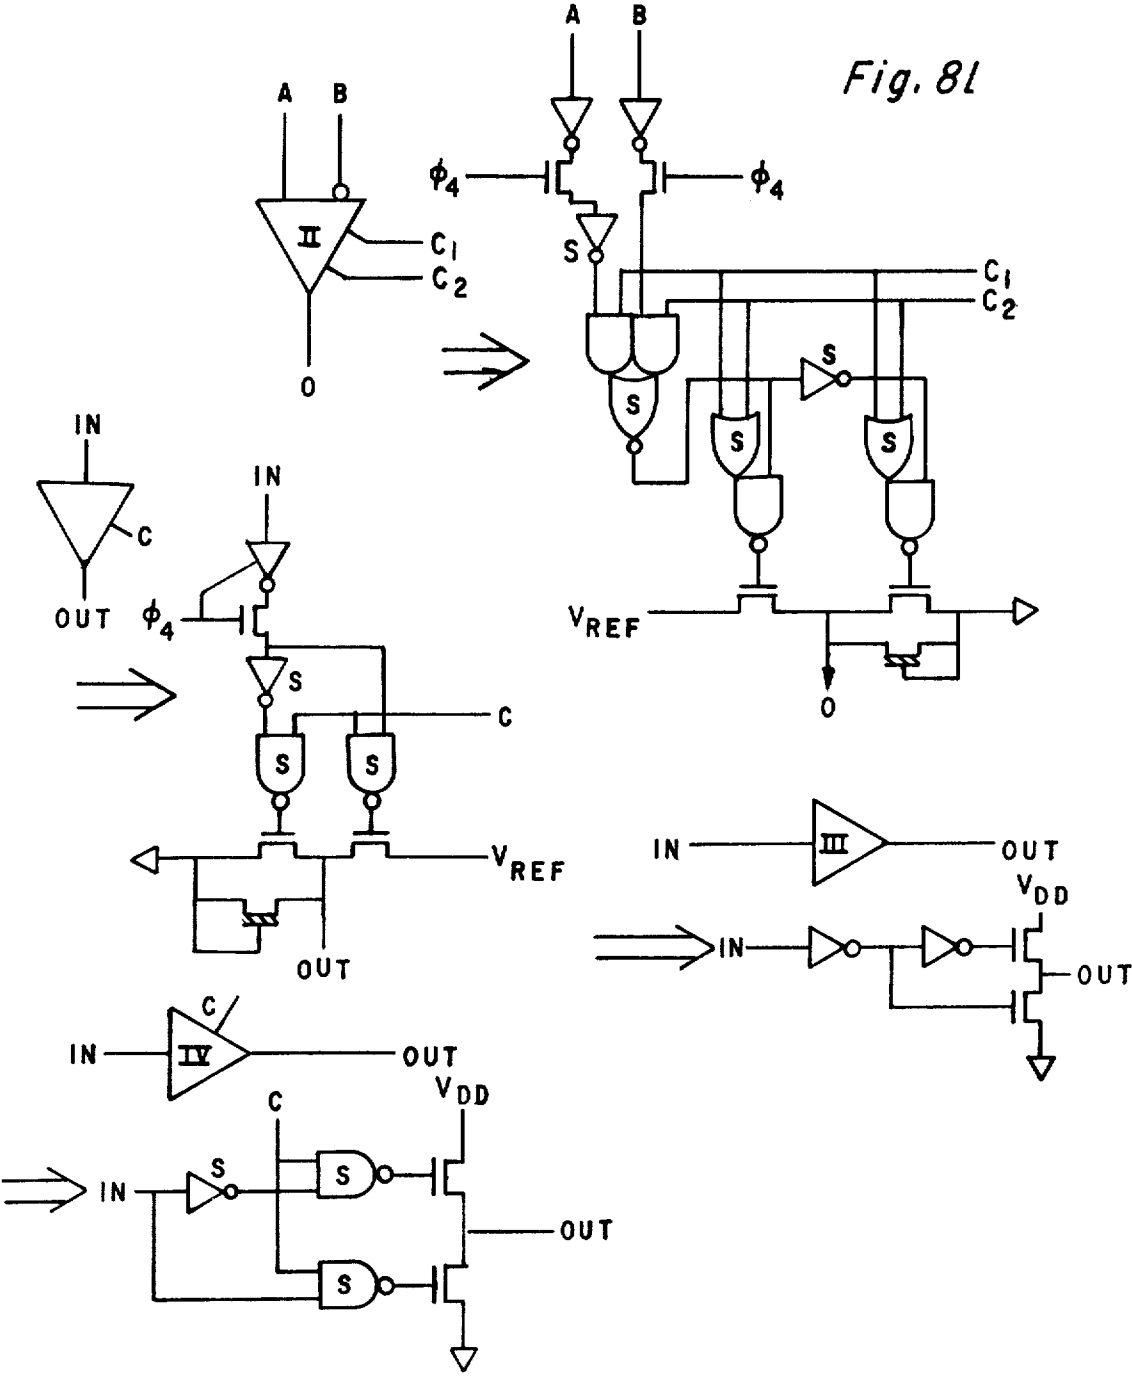 A B
Fig. 8l
A B
ϕ4 ϕ4
II
S
C1
C2
C1
C2
S
O
S
S S
IN
IN
C
OUT
ϕ4
VREF
S
O
C
S S
VREF
IN III OUT
VDD
OUT
IN
OUT
C
IN IV OUT
VDD
C
S
S
IN
OUT
S